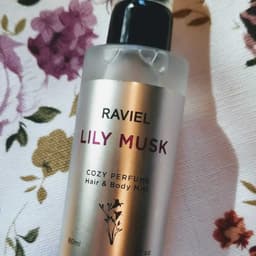 RAVIEL
LILY MUSK
COZY PERFUME
Hair & Body Mist